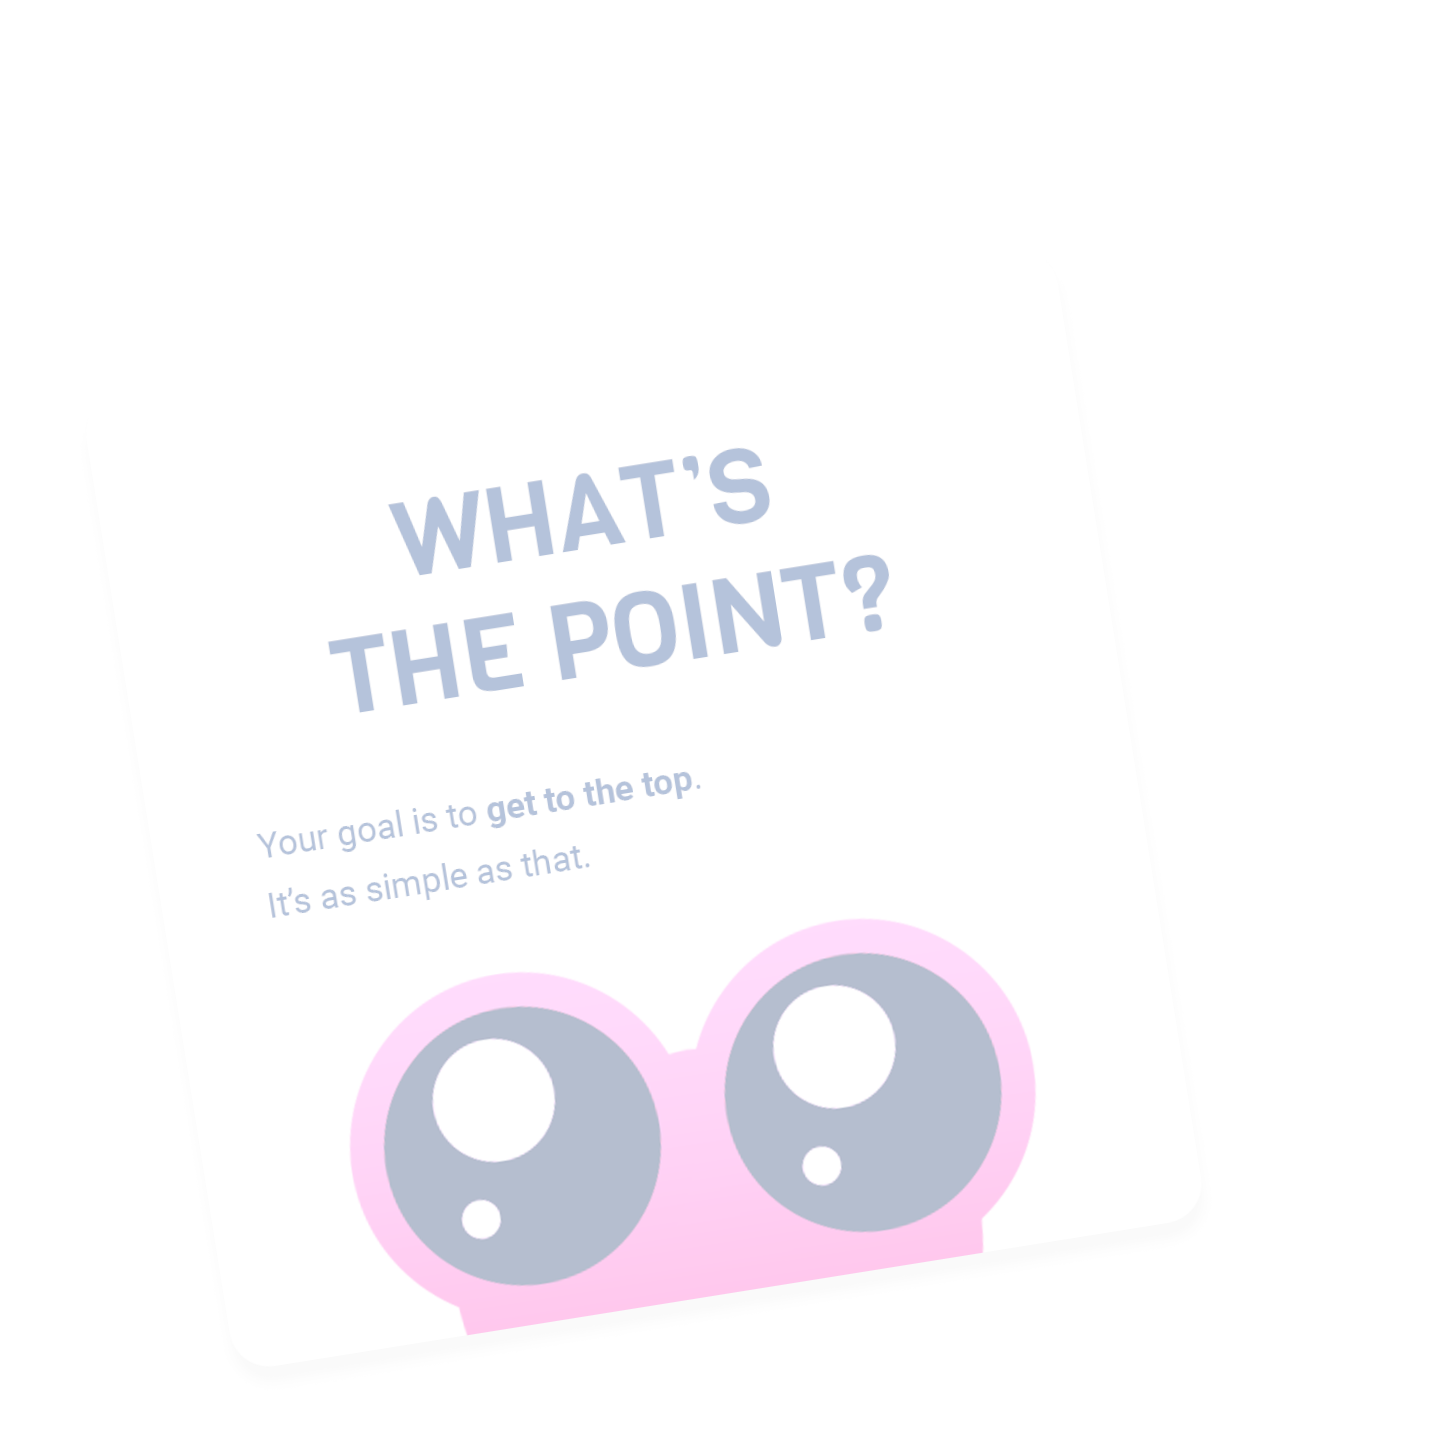 WHAT’S
THE POINT?
Your goal is to get to the top.
It’s as simple as that.